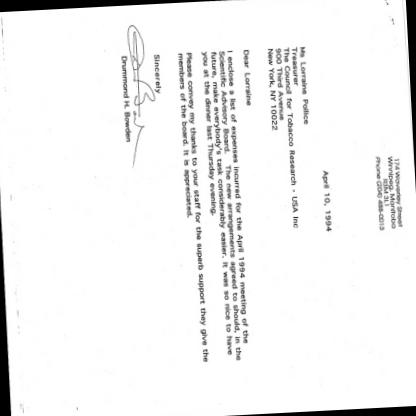 175 Waverley Street
Winnipeg, Manitoba
Phone (204) 488-0015
April 10, 1994
Ms Lorraine Pollice
Treasurer
The Council for Tobacco Research - USA Inc
900 Third Avenue
New York, NY 10022
Dear Lorraine
I enclose a list of expenses incurred for the April 1994 meeting of the
Scientific Advisory Board. The new arrangements agreed to should, in the
future, make everybody's task considerably easier. It was so nice to have
you at the dinner last Thursday evening.
Please convey my thanks to your staff for the superb support they give the
members of the board. It is appreciated.
Sincerely
Drummond H. Bowden